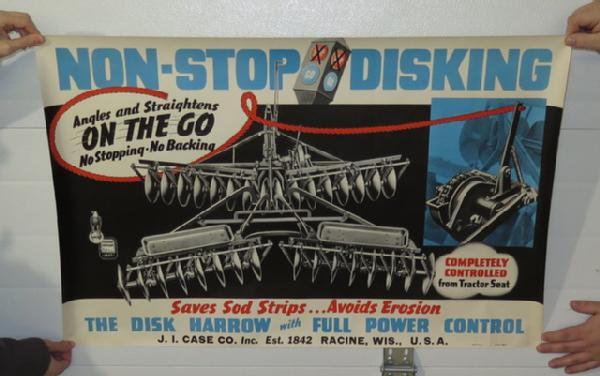 NON-STOP DISKING
Angles and Straightens
ON THE GO
No Stopping - No Backing
COMPLETELY
CONTROLLED
from Tractor Seat
Saves Sod Strips...Avoids Erosion
THE DISK HARROW with FULL POWER CONTROL
J. I. CASE CO. Inc. Est. 1842 RACINE, WIS., U.S.A.